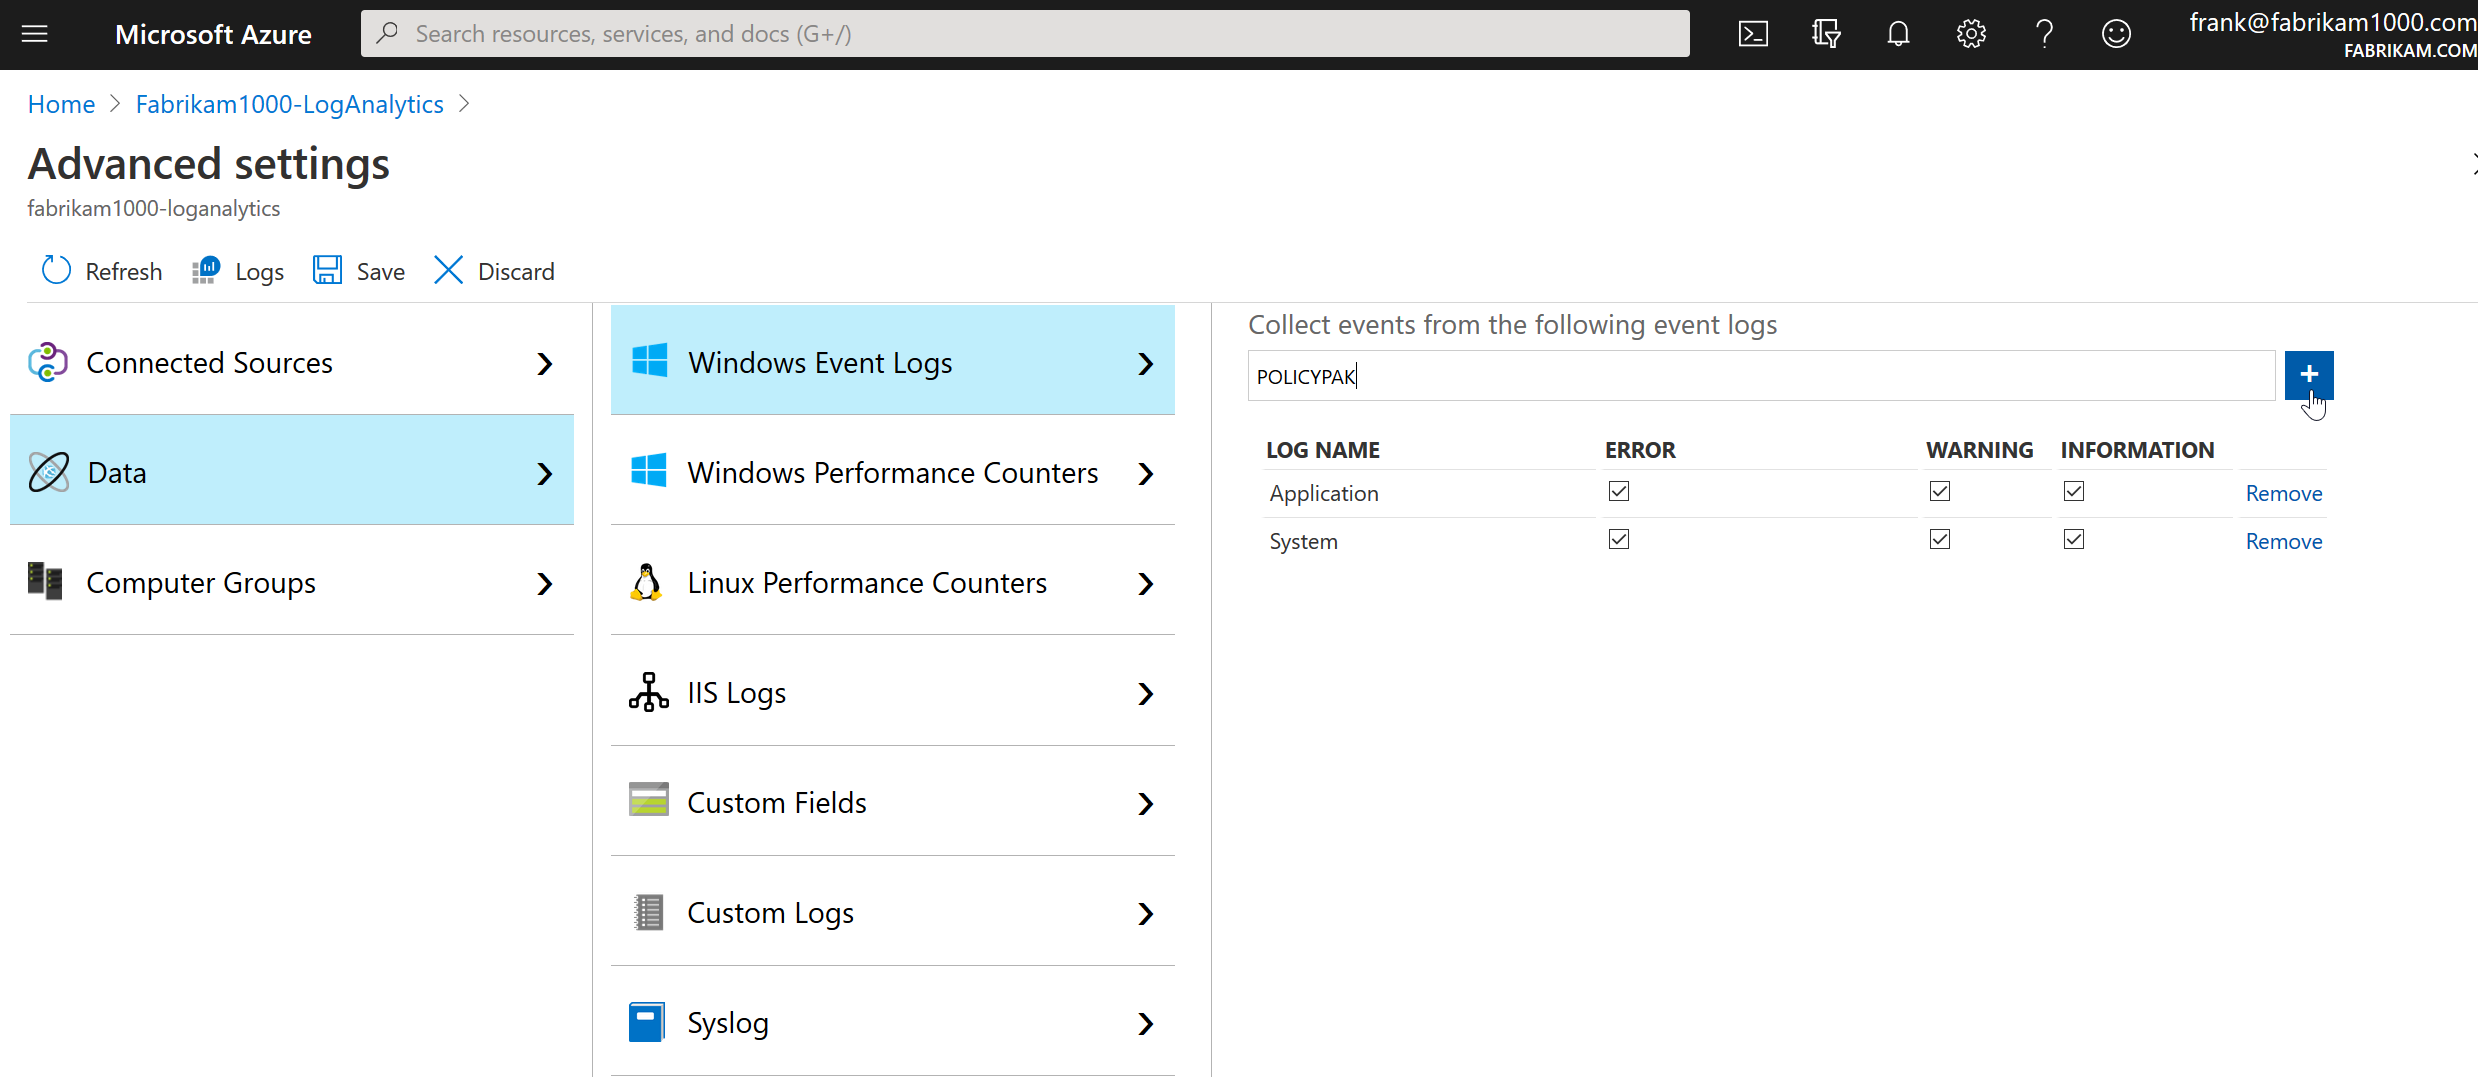 Microsoft Azure
Search resources, services, and docs (G+/)
frank@fabrikam1000.com
FABRIKAM.COM
Home > Fabrikam1000-LogAnalytics >
Advanced settings
fabrikam1000-loganalytics
Refresh Logs Save Discard
Connected Sources
Data
Computer Groups
Windows Event Logs
Windows Performance Counters
Linux Performance Counters
IIS Logs
Custom Fields
Custom Logs
Syslog
Collect events from the following event logs
POLICYPAK
LOG NAME ERROR WARNING INFORMATION
Application Remove
System Remove